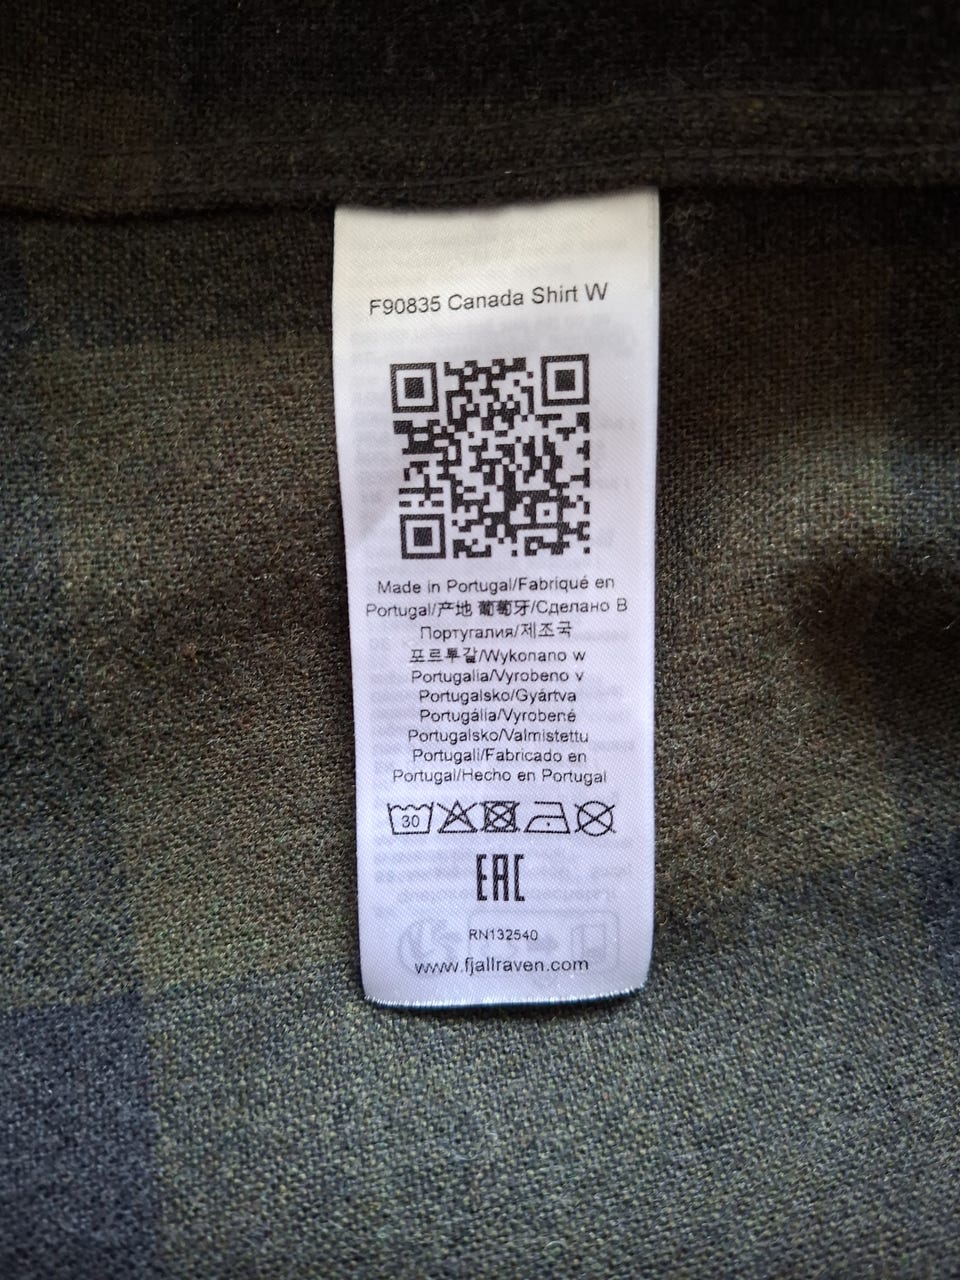 F90835 Canada Shirt W
Made in Portugal/Fabriqué en
Portugal/产地 葡萄牙/Сделано В
Португалия/제조국
포르투갈/Wykonano w
Portugalia/Vyrobeno v
Portugalsko/Gyártva
Portugália/Vyrobené
Portugalsko/Valmistettu
Portugali/Fabricado en
Portugal/Hecho en Portugal
30
EAC
RN132540
www.fjallraven.com